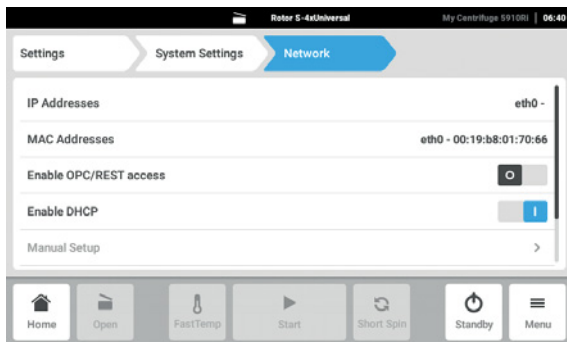 Rotor S-4xUniversal My Centrifuge 5910Ri | 06:40
Settings System Settings Network
IP Addresses eth0 -
MAC Addresses eth0 - 00:19:b8:01:70:66
Enable OPC/REST access O
Enable DHCP I
Manual Setup >
Home Open FastTemp Start Short Spin Standby Menu